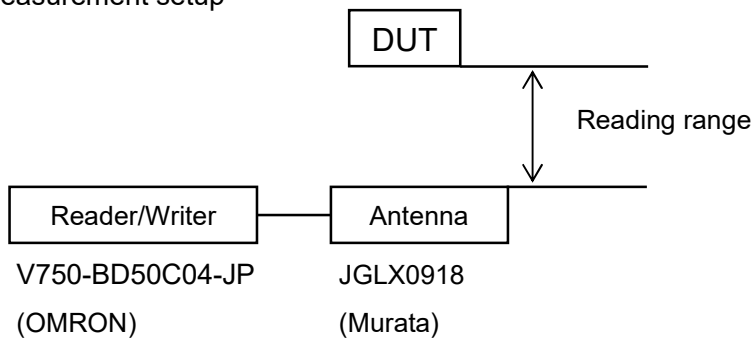 easurement setup
DUT
Reading range
Reader/Writer
Antenna
V750-BD50C04-JP
JGLX0918
(OMRON)
(Murata)